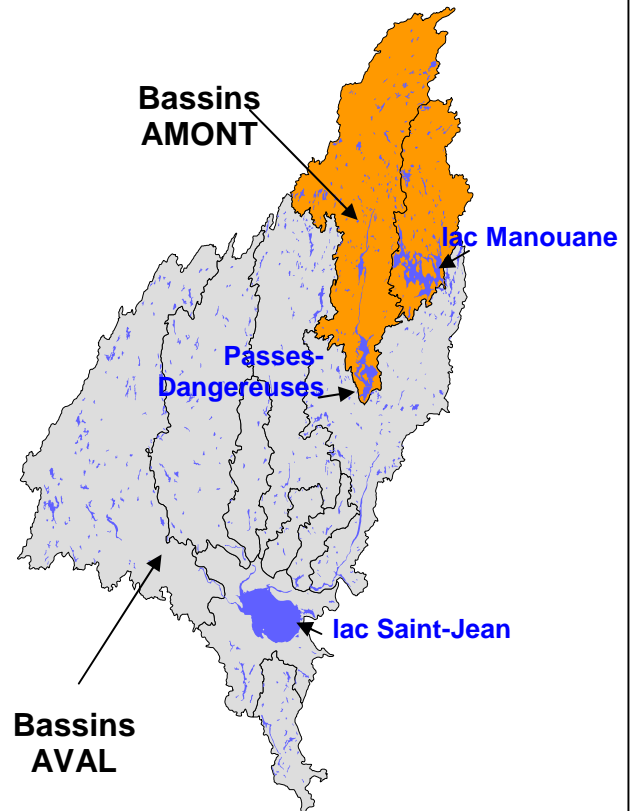 Bassins
AMONT
lac Manouane
Passes-
Dangereuses
lac Saint-Jean
Bassins
AVAL